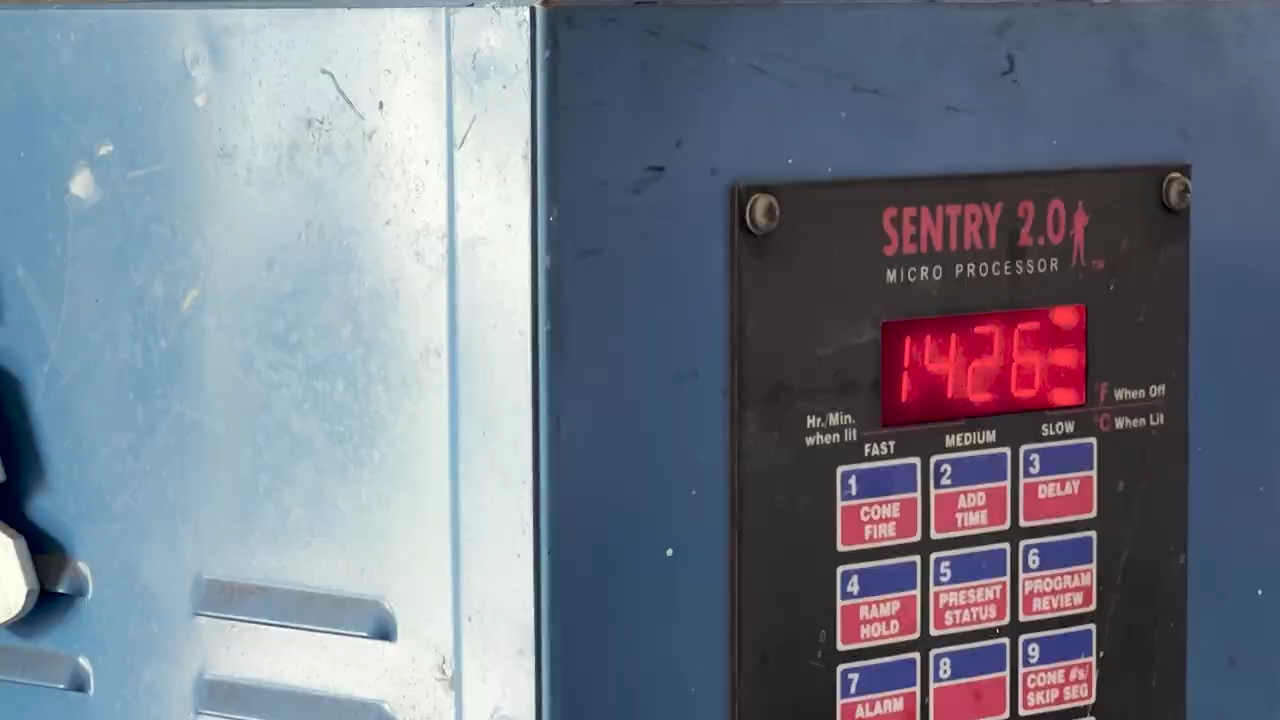 SENTRY 2.0
MICRO PROCESSOR TM
1426
°F When Off
°C When Lit
Hr./Min.
when lit
FAST MEDIUM SLOW
1 2 3
CONE FIRE
ADD TIME
DELAY
4 5 6
RAMP HOLD
PRESENT STATUS
PROGRAM REVIEW
7 8 9
ALARM
CONE #'s/
SKIP SEG